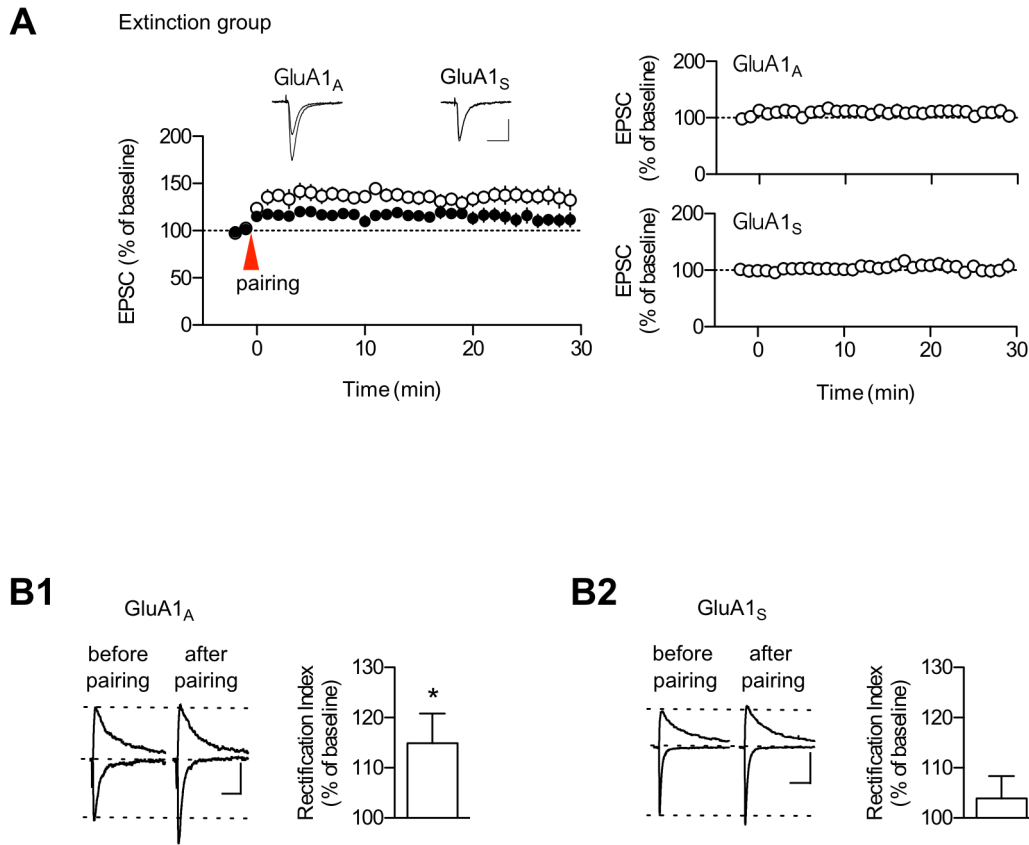 A
Extinction group
GluA1A
GluA1S
EPSC (% of baseline)
200
150
100
50
0
pairing
0
10
20
30
Time (min)
GluA1A
EPSC
(% of baseline)
200
100
0
GluA1S
EPSC
(% of baseline)
200
100
0
0
10
20
30
Time (min)
B1
GluA1A
before
pairing
after
pairing
Rectification Index
(% of baseline)
130
120
110
100
*
B2
GluA1S
before
pairing
after
pairing
Rectification Index
(% of baseline)
130
120
110
100